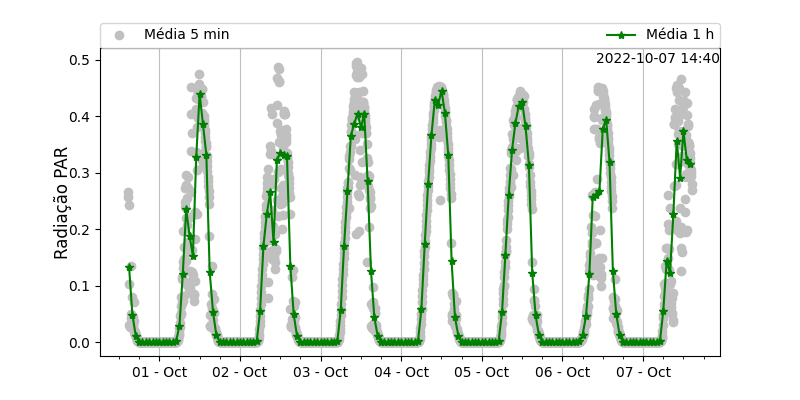 Média 5 min
Média 1 h
2022-10-07 14:40
Radiação PAR
0.5
0.4
0.3
0.2
0.1
0.0
01 - Oct
02 - Oct
03 - Oct
04 - Oct
05 - Oct
06 - Oct
07 - Oct